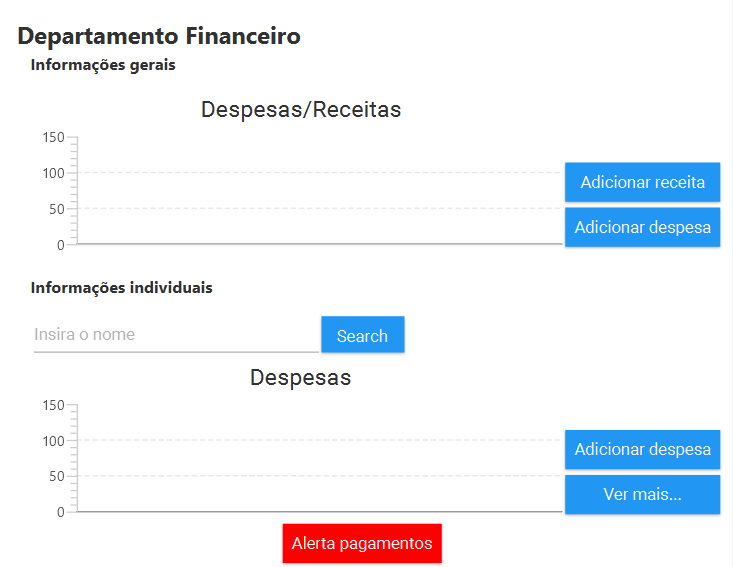 Departamento Financeiro
Informações gerais
Despesas/Receitas
150
100
50
0
Adicionar receita
Adicionar despesa
Informações individuais
Insira o nome
Search
Despesas
150
100
50
0
Adicionar despesa
Ver mais...
Alerta pagamentos